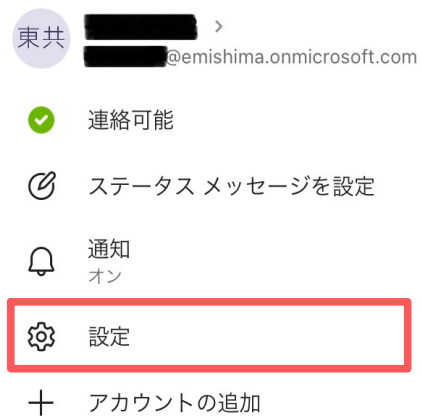 東共
@emishima.onmicrosoft.com
連絡可能
ステータス メッセージを設定
通知
オン
設定
アカウントの追加